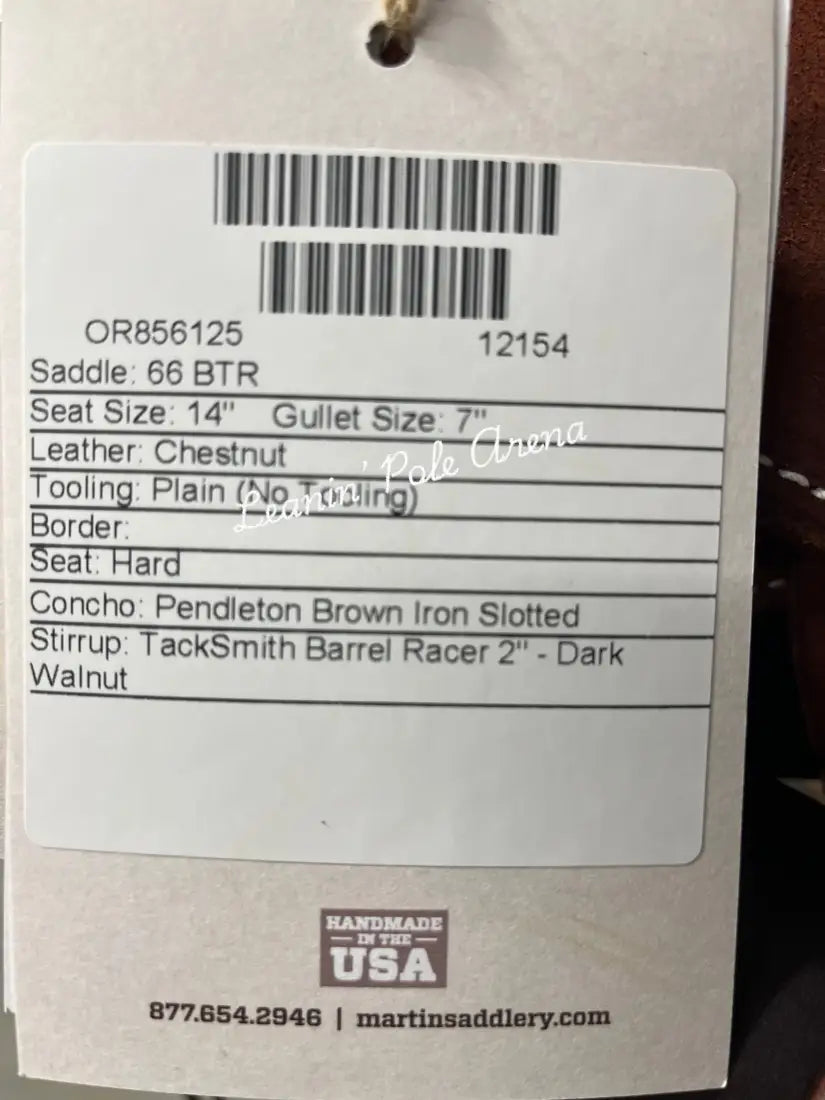 OR856125 12154
Saddle: 66 BTR
Seat Size: 14" Gullet Size: 7"
Leather: Chestnut
Leanin' Pole Arena
Tooling: Plain (No Tooling)
Border:
Seat: Hard
Concho: Pendleton Brown Iron Slotted
Stirrup: TackSmith Barrel Racer 2" - Dark
Walnut
HANDMADE
IN THE
USA
877.654.2946 | martinsaddlery.com